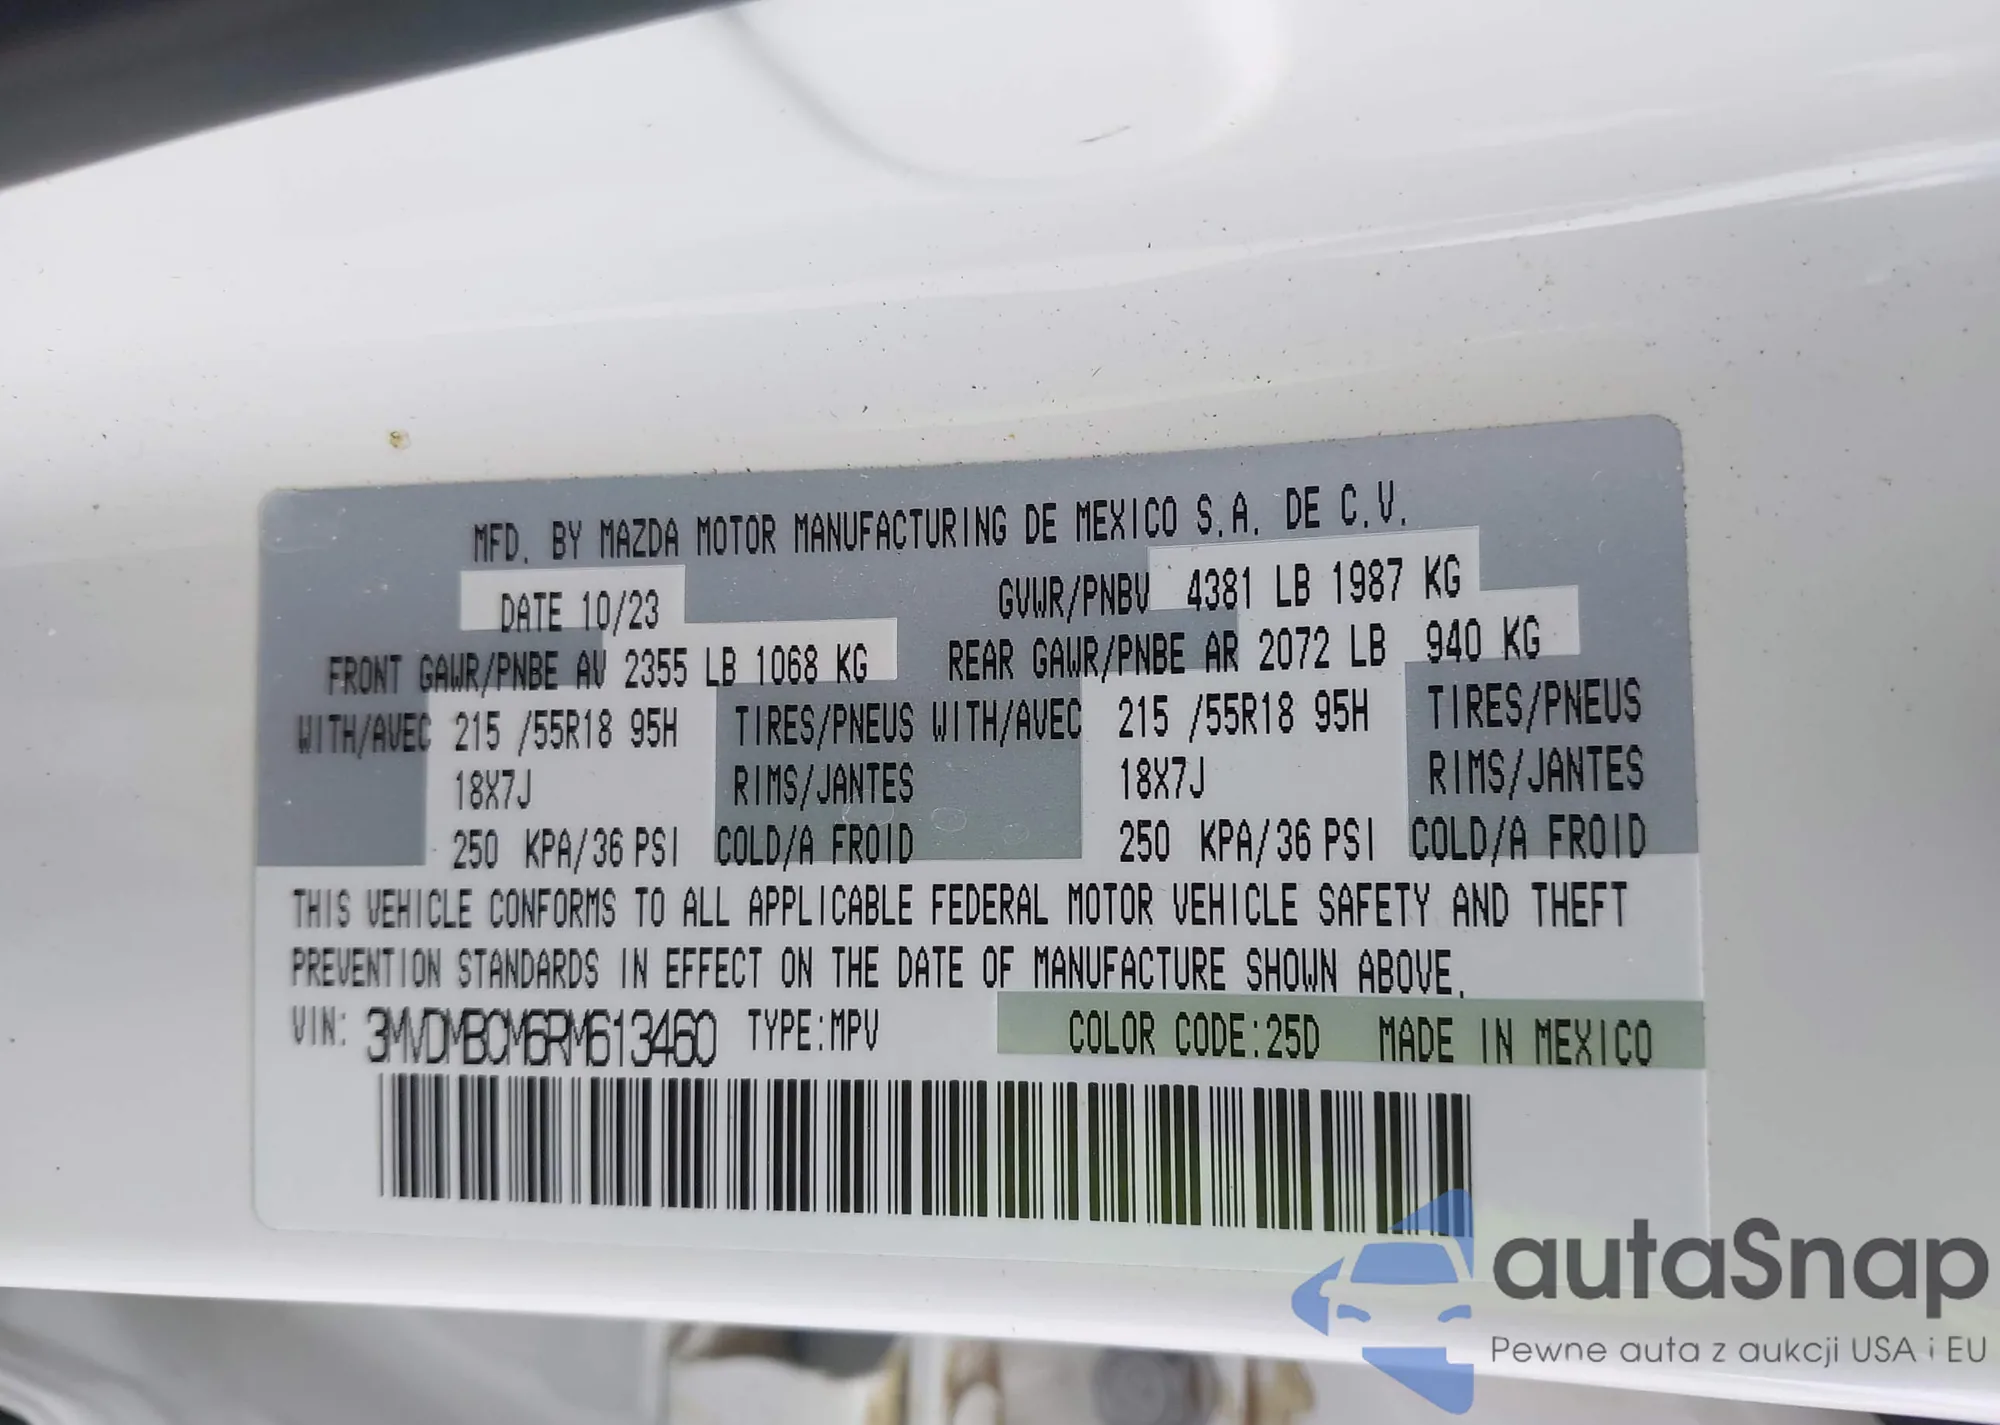 MFD. BY MAZDA MOTOR MANUFACTURING DE MEXICO S.A. DE C.V.
DATE 10/23 GVWR/PNBV 4381 LB 1987 KG
FRONT GAWR/PNBE AV 2355 LB 1068 KG REAR GAWR/PNBE AR 2072 LB 940 KG
WITH/AVEC 215 /55R18 95H TIRES/PNEUS WITH/AVEC 215 /55R18 95H TIRES/PNEUS
18X7J RIMS/JANTES 18X7J RIMS/JANTES
250 KPA/36 PSI COLD/A FROID 250 KPA/36 PSI COLD/A FROID
THIS VEHICLE CONFORMS TO ALL APPLICABLE FEDERAL MOTOR VEHICLE SAFETY AND THEFT
PREVENTION STANDARDS IN EFFECT ON THE DATE OF MANUFACTURE SHOWN ABOVE.
VIN: 3MVDMBCM6RM613460 TYPE:MPV COLOR CODE:25D MADE IN MEXICO
autaSnap
Pewne auta z aukcji USA i EU